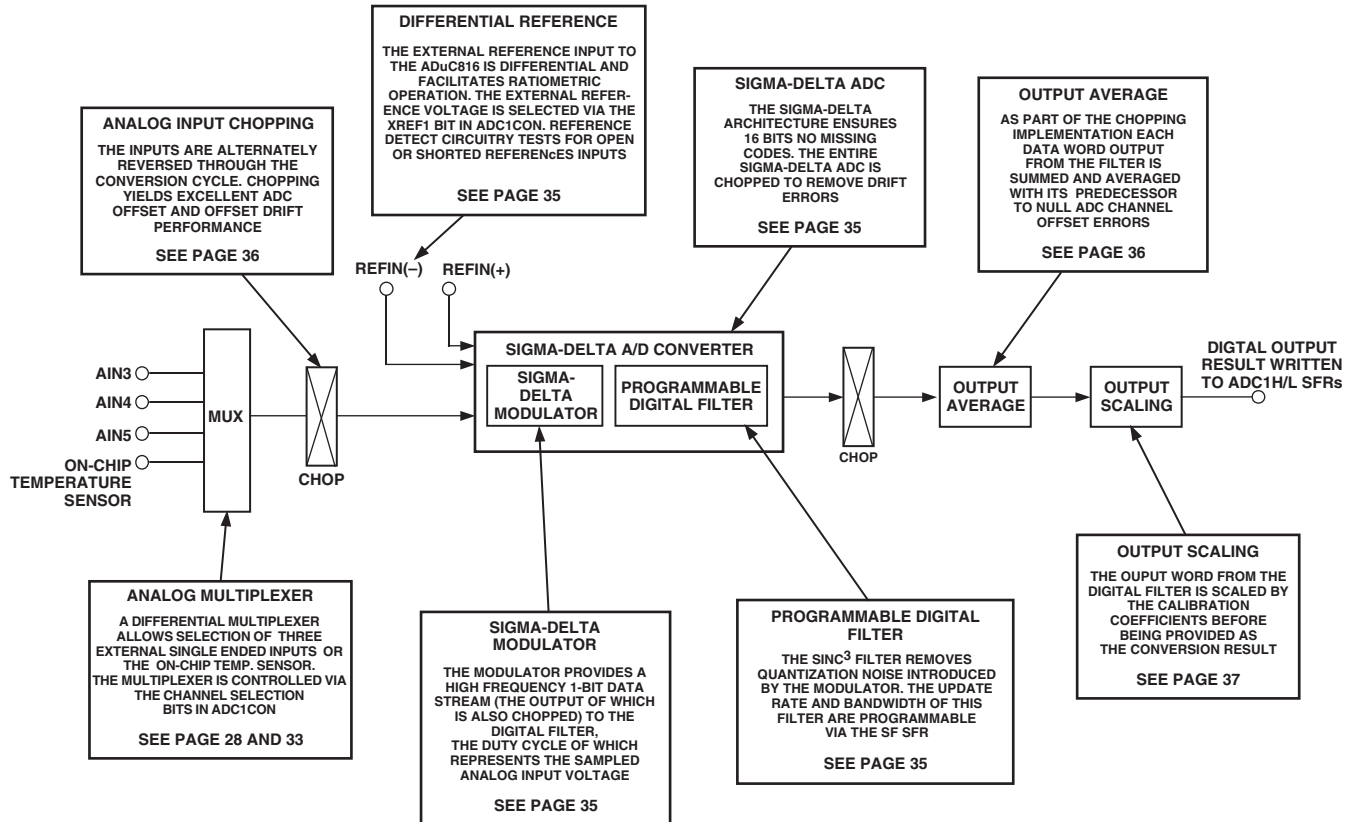 DIFFERENTIAL REFERENCE
THE EXTERNAL REFERENCE INPUT TO
THE ADuC816 IS DIFFERENTIAL AND
FACILITATES RATIOMETRIC
OPERATION. THE EXTERNAL REFER-
ENCE VOLTAGE IS SELECTED VIA THE
XREF1 BIT IN ADC1CON. REFERENCE
DETECT CIRCUITRY TESTS FOR OPEN
OR SHORTED REFERENcES INPUTS
SEE PAGE 35
ANALOG INPUT CHOPPING
THE INPUTS ARE ALTERNATELY
REVERSED THROUGH THE
CONVERSION CYCLE. CHOPPING
YIELDS EXCELLENT ADC
OFFSET AND OFFSET DRIFT
PERFORMANCE
SEE PAGE 36
SIGMA-DELTA ADC
THE SIGMA-DELTA
ARCHITECTURE ENSURES
16 BITS NO MISSING
CODES. THE ENTIRE
SIGMA-DELTA ADC IS
CHOPPED TO REMOVE DRIFT
ERRORS
SEE PAGE 35
OUTPUT AVERAGE
AS PART OF THE CHOPPING
IMPLEMENTATION EACH
DATA WORD OUTPUT
FROM THE FILTER IS
SUMMED AND AVERAGED
WITH ITS PREDECESSOR
TO NULL ADC CHANNEL
OFFSET ERRORS
SEE PAGE 36
REFIN(–) REFIN(+)
AIN3
AIN4
AIN5
ON-CHIP
TEMPERATURE
SENSOR
MUX
CHOP
SIGMA-DELTA A/D CONVERTER
SIGMA-
DELTA
MODULATOR
PROGRAMMABLE
DIGITAL FILTER
CHOP
OUTPUT
AVERAGE
OUTPUT
SCALING
DIGTAL OUTPUT
RESULT WRITTEN
TO ADC1H/L SFRs
ANALOG MULTIPLEXER
A DIFFERENTIAL MULTIPLEXER
ALLOWS SELECTION OF THREE
EXTERNAL SINGLE ENDED INPUTS OR
THE ON-CHIP TEMP. SENSOR.
THE MULTIPLEXER IS CONTROLLED VIA
THE CHANNEL SELECTION
BITS IN ADC1CON
SEE PAGE 28 AND 33
SIGMA-DELTA
MODULATOR
THE MODULATOR PROVIDES A
HIGH FREQUENCY 1-BIT DATA
STREAM (THE OUTPUT OF WHICH
IS ALSO CHOPPED) TO THE
DIGITAL FILTER,
THE DUTY CYCLE OF WHICH
REPRESENTS THE SAMPLED
ANALOG INPUT VOLTAGE
SEE PAGE 35
PROGRAMMABLE DIGITAL
FILTER
THE SINC³ FILTER REMOVES
QUANTIZATION NOISE INTRODUCED
BY THE MODULATOR. THE UPDATE
RATE AND BANDWIDTH OF THIS
FILTER ARE PROGRAMMABLE
VIA THE SF SFR
SEE PAGE 35
OUTPUT SCALING
THE OUPUT WORD FROM THE
DIGITAL FILTER IS SCALED BY
THE CALIBRATION
COEFFICIENTS BEFORE
BEING PROVIDED AS
THE CONVERSION RESULT
SEE PAGE 37